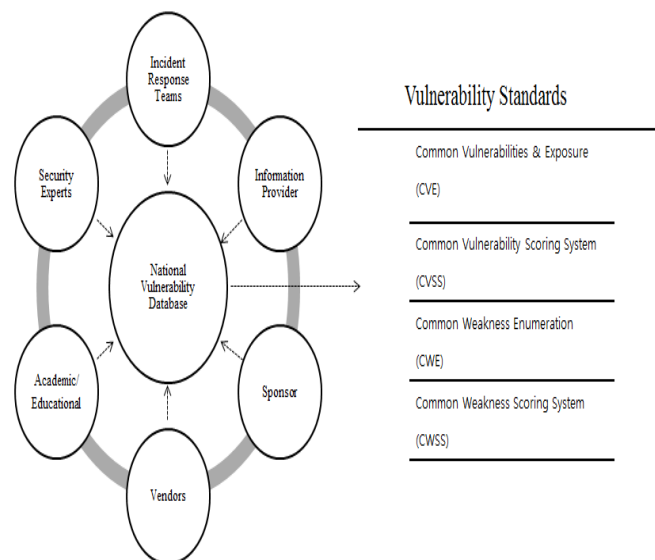 Incident
Response
Teams
Security
Experts
Information
Provider
National
Vulnerability
Database
Academic/
Educational
Sponsor
Vendors
Vulnerability Standards
Common Vulnerabilities & Exposure
(CVE)
Common Vulnerability Scoring System
(CVSS)
Common Weakness Enumeration
(CWE)
Common Weakness Scoring System
(CWSS)